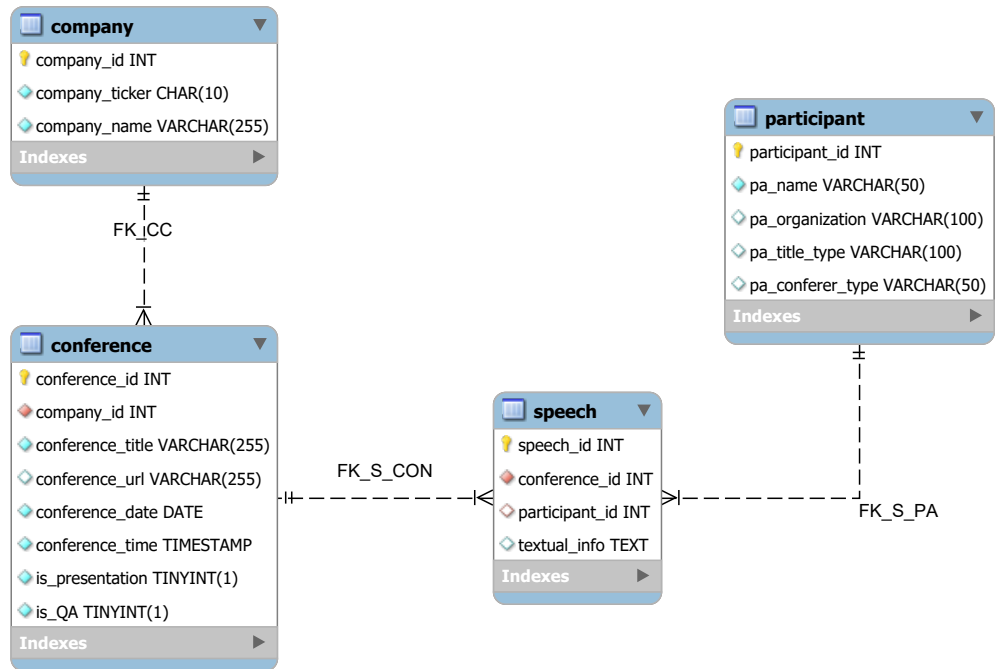 company
company_id INT
company_ticker CHAR(10)
company_name VARCHAR(255)
Indexes
FK_CC
conference
conference_id INT
company_id INT
conference_title VARCHAR(255)
conference_url VARCHAR(255)
conference_date DATE
conference_time TIMESTAMP
is_presentation TINYINT(1)
is_QA TINYINT(1)
Indexes
FK_S_CON
speech
speech_id INT
conference_id INT
participant_id INT
textual_info TEXT
Indexes
participant
participant_id INT
pa_name VARCHAR(50)
pa_organization VARCHAR(100)
pa_title_type VARCHAR(100)
pa_conferer_type VARCHAR(50)
Indexes
FK_S_PA